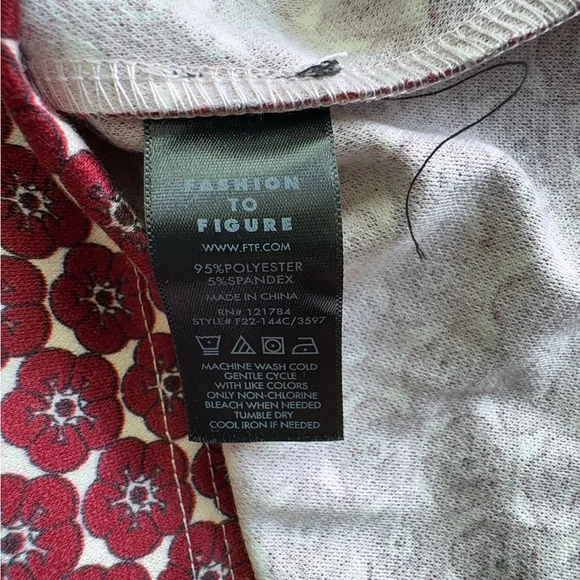 FASHION
TO
FIGURE
WWW.FTF.COM
95%POLYESTER
5%SPANDEX
MADE IN CHINA
RN# 121784
STYLE# F22-144C/3597
MACHINE WASH COLD
GENTLE CYCLE
WITH LIKE COLORS
ONLY NON-CHLORINE
BLEACH WHEN NEEDED
TUMBLE DRY
COOL IRON IF NEEDED